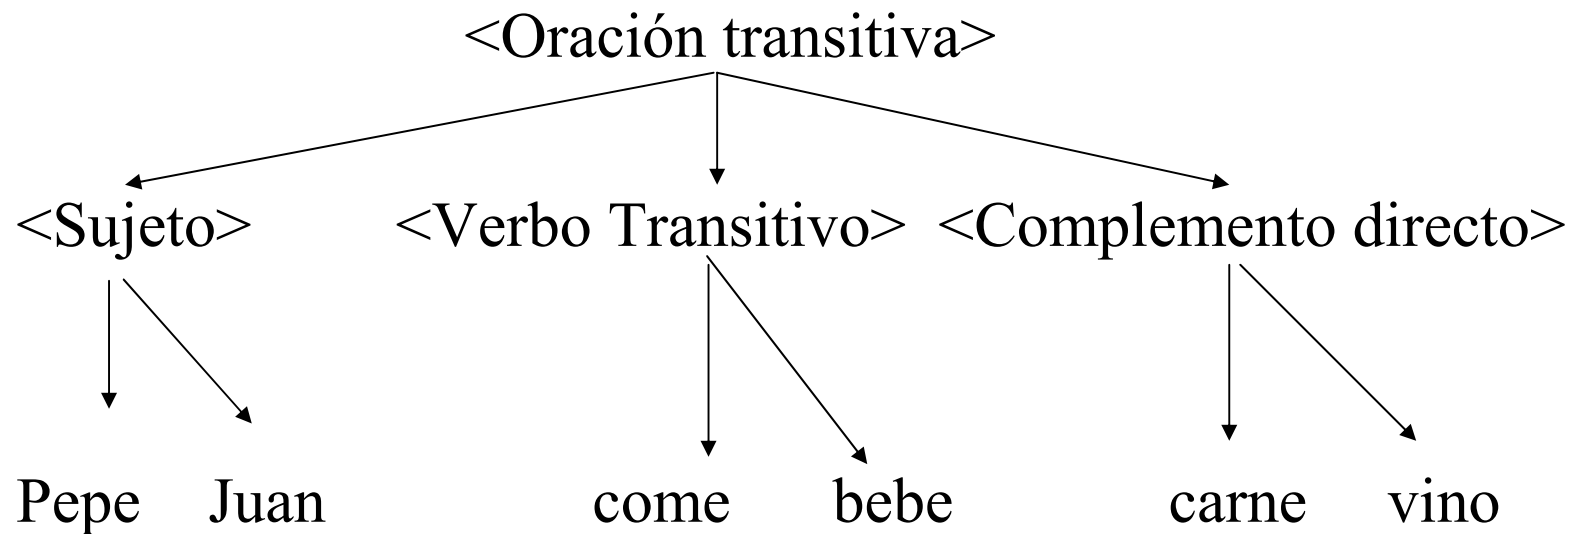 <Oración transitiva>
<Sujeto> <Verbo Transitivo> <Complemento directo>
Pepe Juan come bebe carne vino